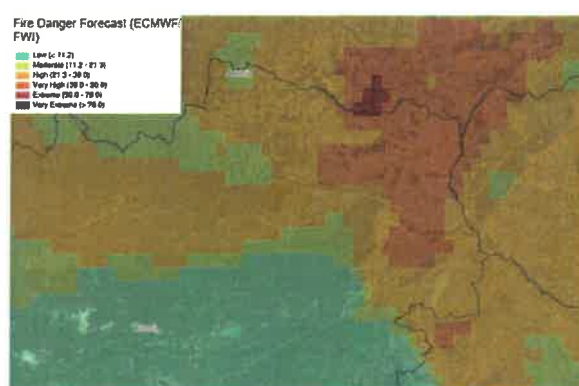 Fire Danger Forecast (ECMWF/
FWI)
Low (< 11.2)
Moderate (11.2 - 21.3)
High (21.3 - 38.0)
Very High (38.0 - 50.0)
Extreme (50.0 - 70.0)
Very Extreme (> 70.0)